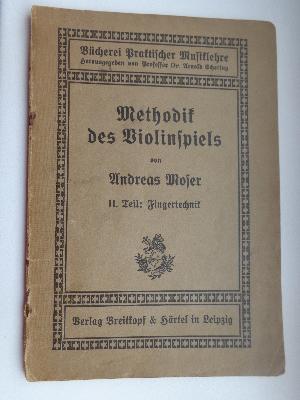 Bücherei Praktischer Musiklehre
Herausgegeben von Professor Dr. Arnold Schering
Methodik
des Violinspiels
von
Andreas Moser
II. Teil: Fingertechnik
Verlag Breitkopf & Härtel in Leipzig